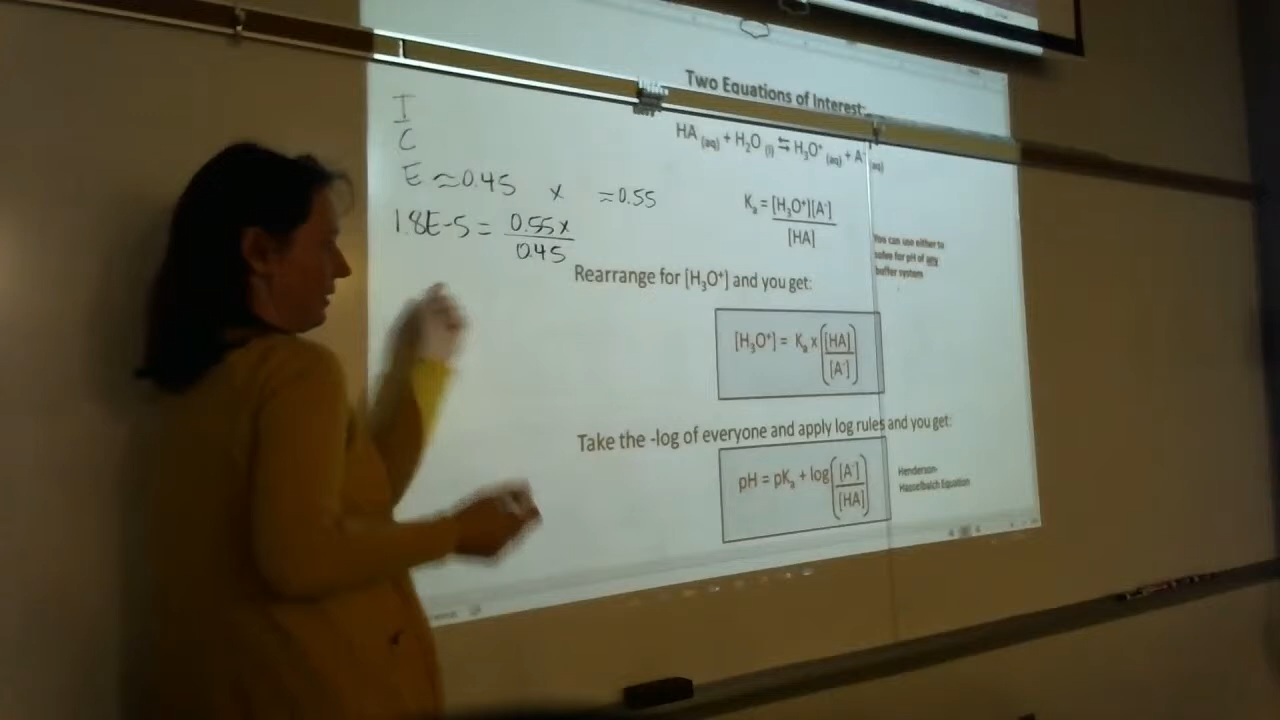 Two Equations of Interest:
HA (aq) + H₂O (l) ⇆ H₃O⁺ (aq) + A⁻ (aq)
I
C
E ≈0.45 x ≈0.55
1.8E-5 = 0.55x
0.45
Kₐ = [H₃O⁺][A⁻]
[HA]
You can use either to
solve for pH of any
buffer system
Rearrange for [H₃O⁺] and you get:
[H₃O⁺] = Kₐ x ([HA]
[A⁻])
Take the -log of everyone and apply log rules and you get:
pH = pKₐ + log([A⁻]
[HA])
Henderson-
Hasselbalch Equation